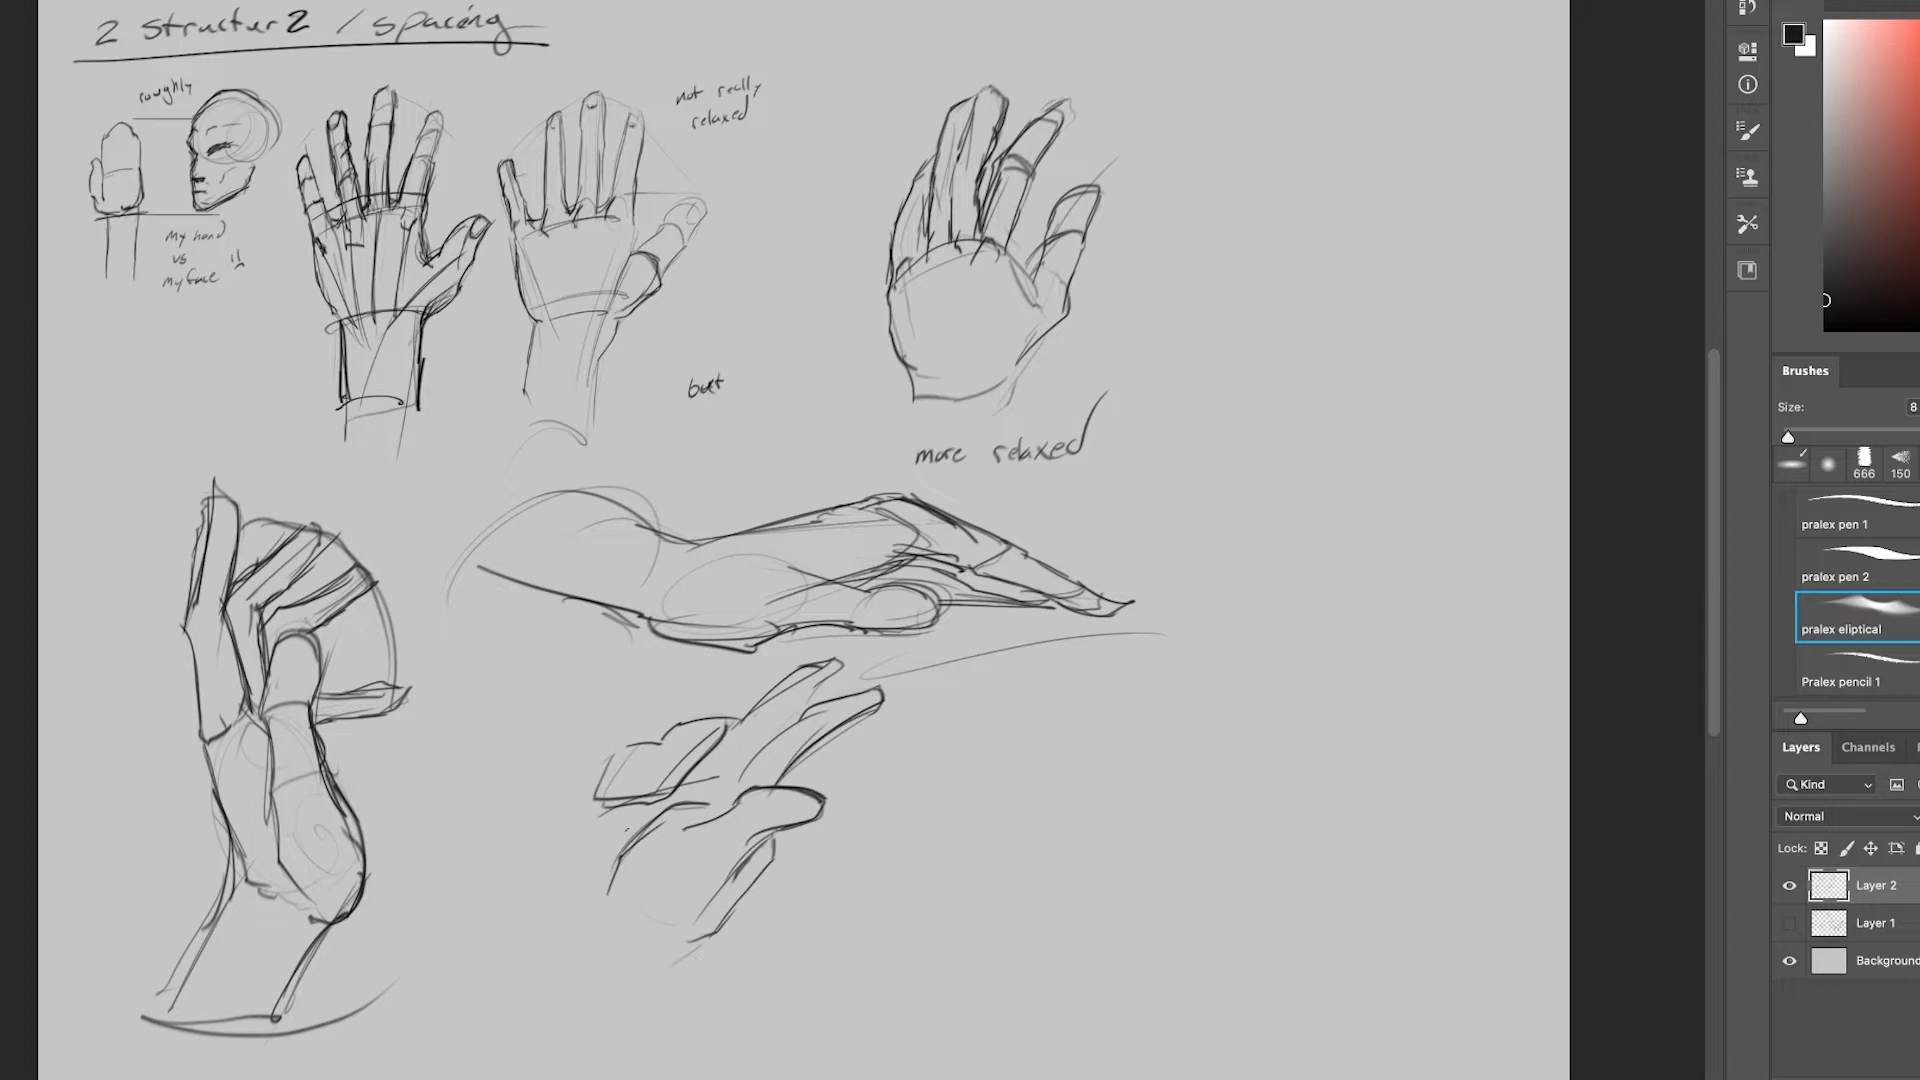 2 Structur2 / spacing
roughly
not really
relaxed
My hand
vs
My face !!
but
more relaxed
Brushes
Size: 8
666
150
pralex pen 1
pralex pen 2
pralex eliptical
Pralex pencil 1
Layers
Channels
Kind
Normal
Lock:
Layer 2
Layer 1
Background